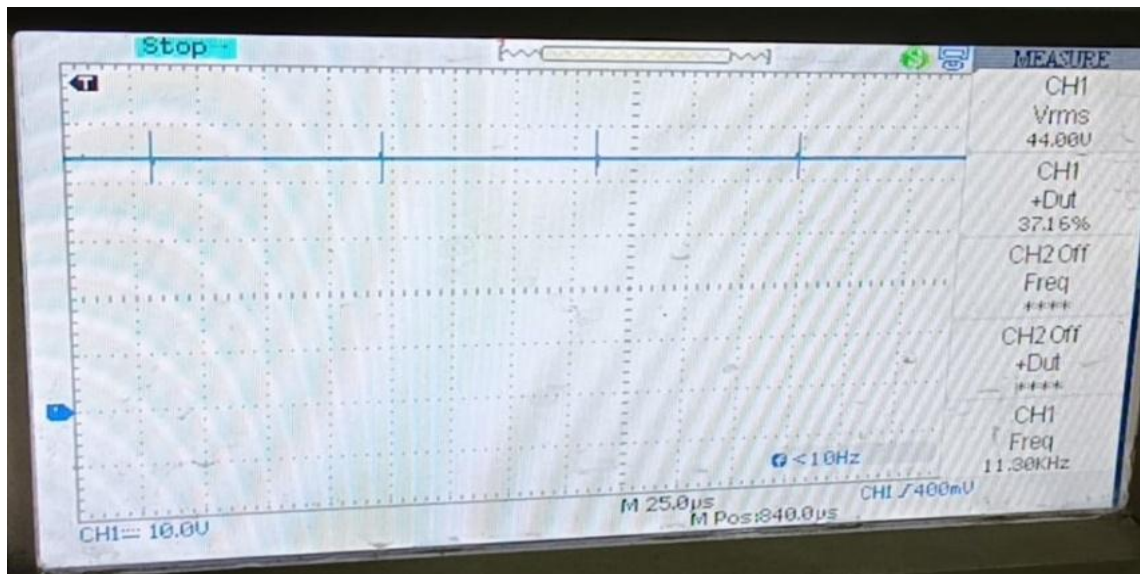 Stop
T
MEASURE
CH1
Vrms
44.00V
CH1
+Dut
37.16%
CH2 Off
Freq
****
CH2 Off
+Dut
****
CH1
Freq
11.30KHz
<10Hz
CH1 10.0V
M 25.0µs
M Pos:840.0µs
CH1 / 400mV